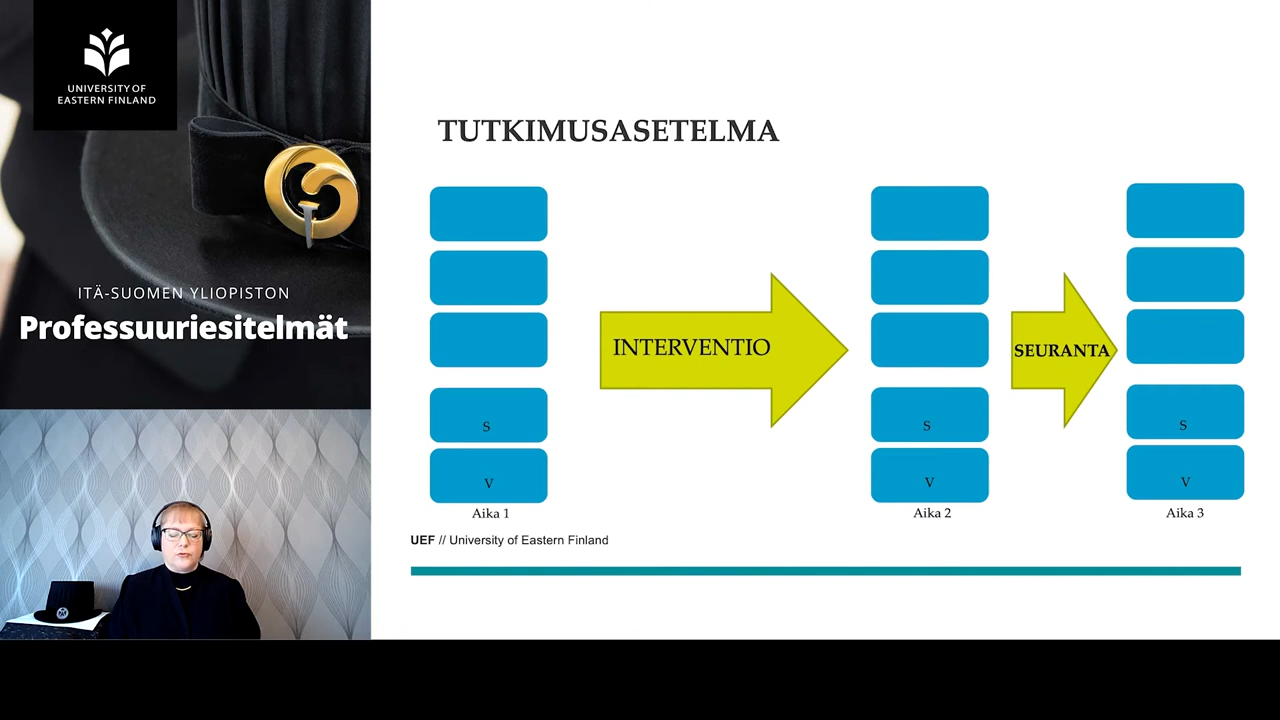 UNIVERSITY OF
EASTERN FINLAND
ITÄ-SUOMEN YLIOPISTON
Professuuriesitelmät
TUTKIMUSASETELMA
INTERVENTIO
SEURANTA
S
S
S
V
V
V
Aika 1
Aika 2
Aika 3
UEF // University of Eastern Finland